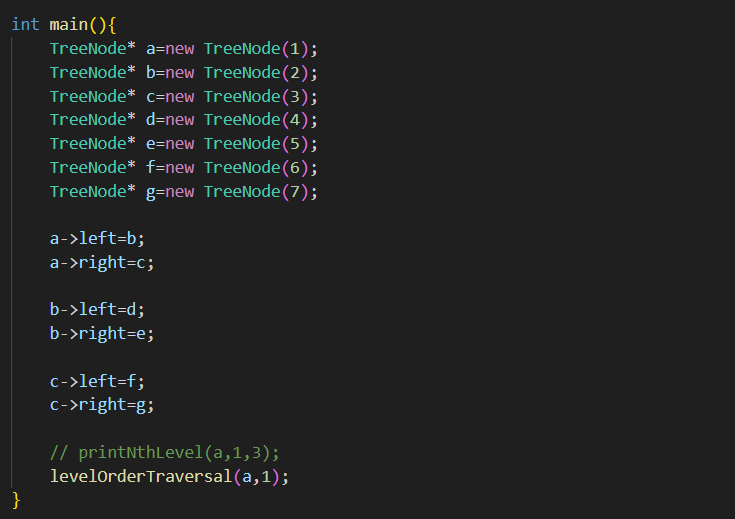 int main(){
    TreeNode* a=new TreeNode(1);
    TreeNode* b=new TreeNode(2);
    TreeNode* c=new TreeNode(3);
    TreeNode* d=new TreeNode(4);
    TreeNode* e=new TreeNode(5);
    TreeNode* f=new TreeNode(6);
    TreeNode* g=new TreeNode(7);

    a->left=b;
    a->right=c;

    b->left=d;
    b->right=e;

    c->left=f;
    c->right=g;

    // printNthLevel(a,1,3);
    levelOrderTraversal(a,1);
}